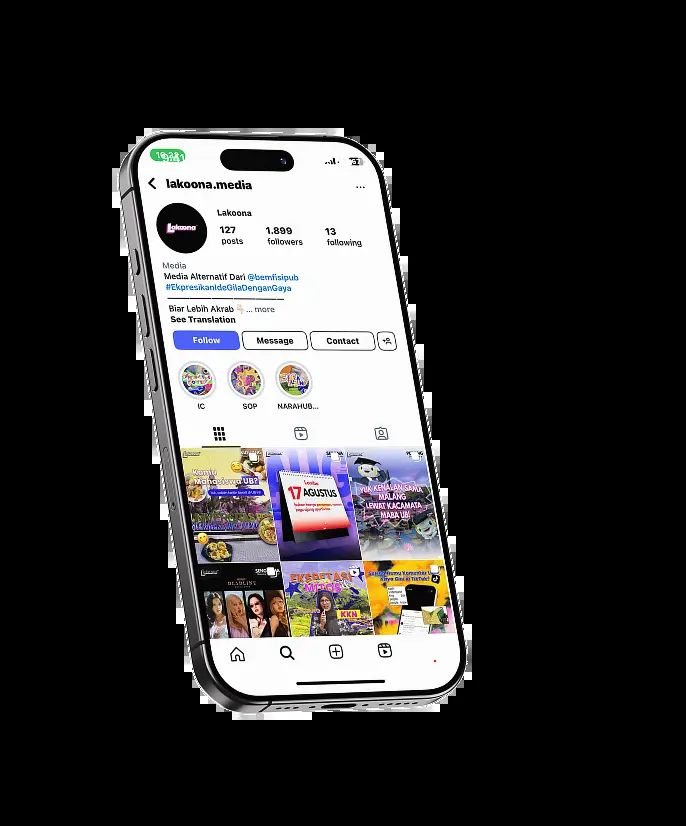 lakoona.media
Lakoona
Lakoona
127
1.899
13
posts
followers
following
Media
Media Alternatif Dari @bemfisipub
#EkpresikanIdeGilaDenganGaya
Biar Lebih Akrab 👇🏻... more
See Translation
Follow
Message
Contact
IC
SOP
NARAHUB...
Kamu
Mahasiswa UB?
17 AGUSTUS
YUK KENALAN SAMA
MALANG
LEWAT KACAMATA
MABA UB!
DEADLINE
EKSPETASI
MITOS
KKN